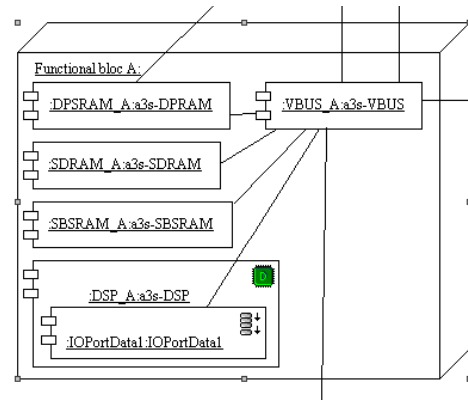 Functional bloc A:
:DPSRAM_A:a3s-DPRAM
:VBUS_A:a3s-VBUS
:SDRAM_A:a3s-SDRAM
:SBSRAM_A:a3s-SBSRAM
D
:DSP_A:a3s-DSP
:IOPortData1:IOPortData1